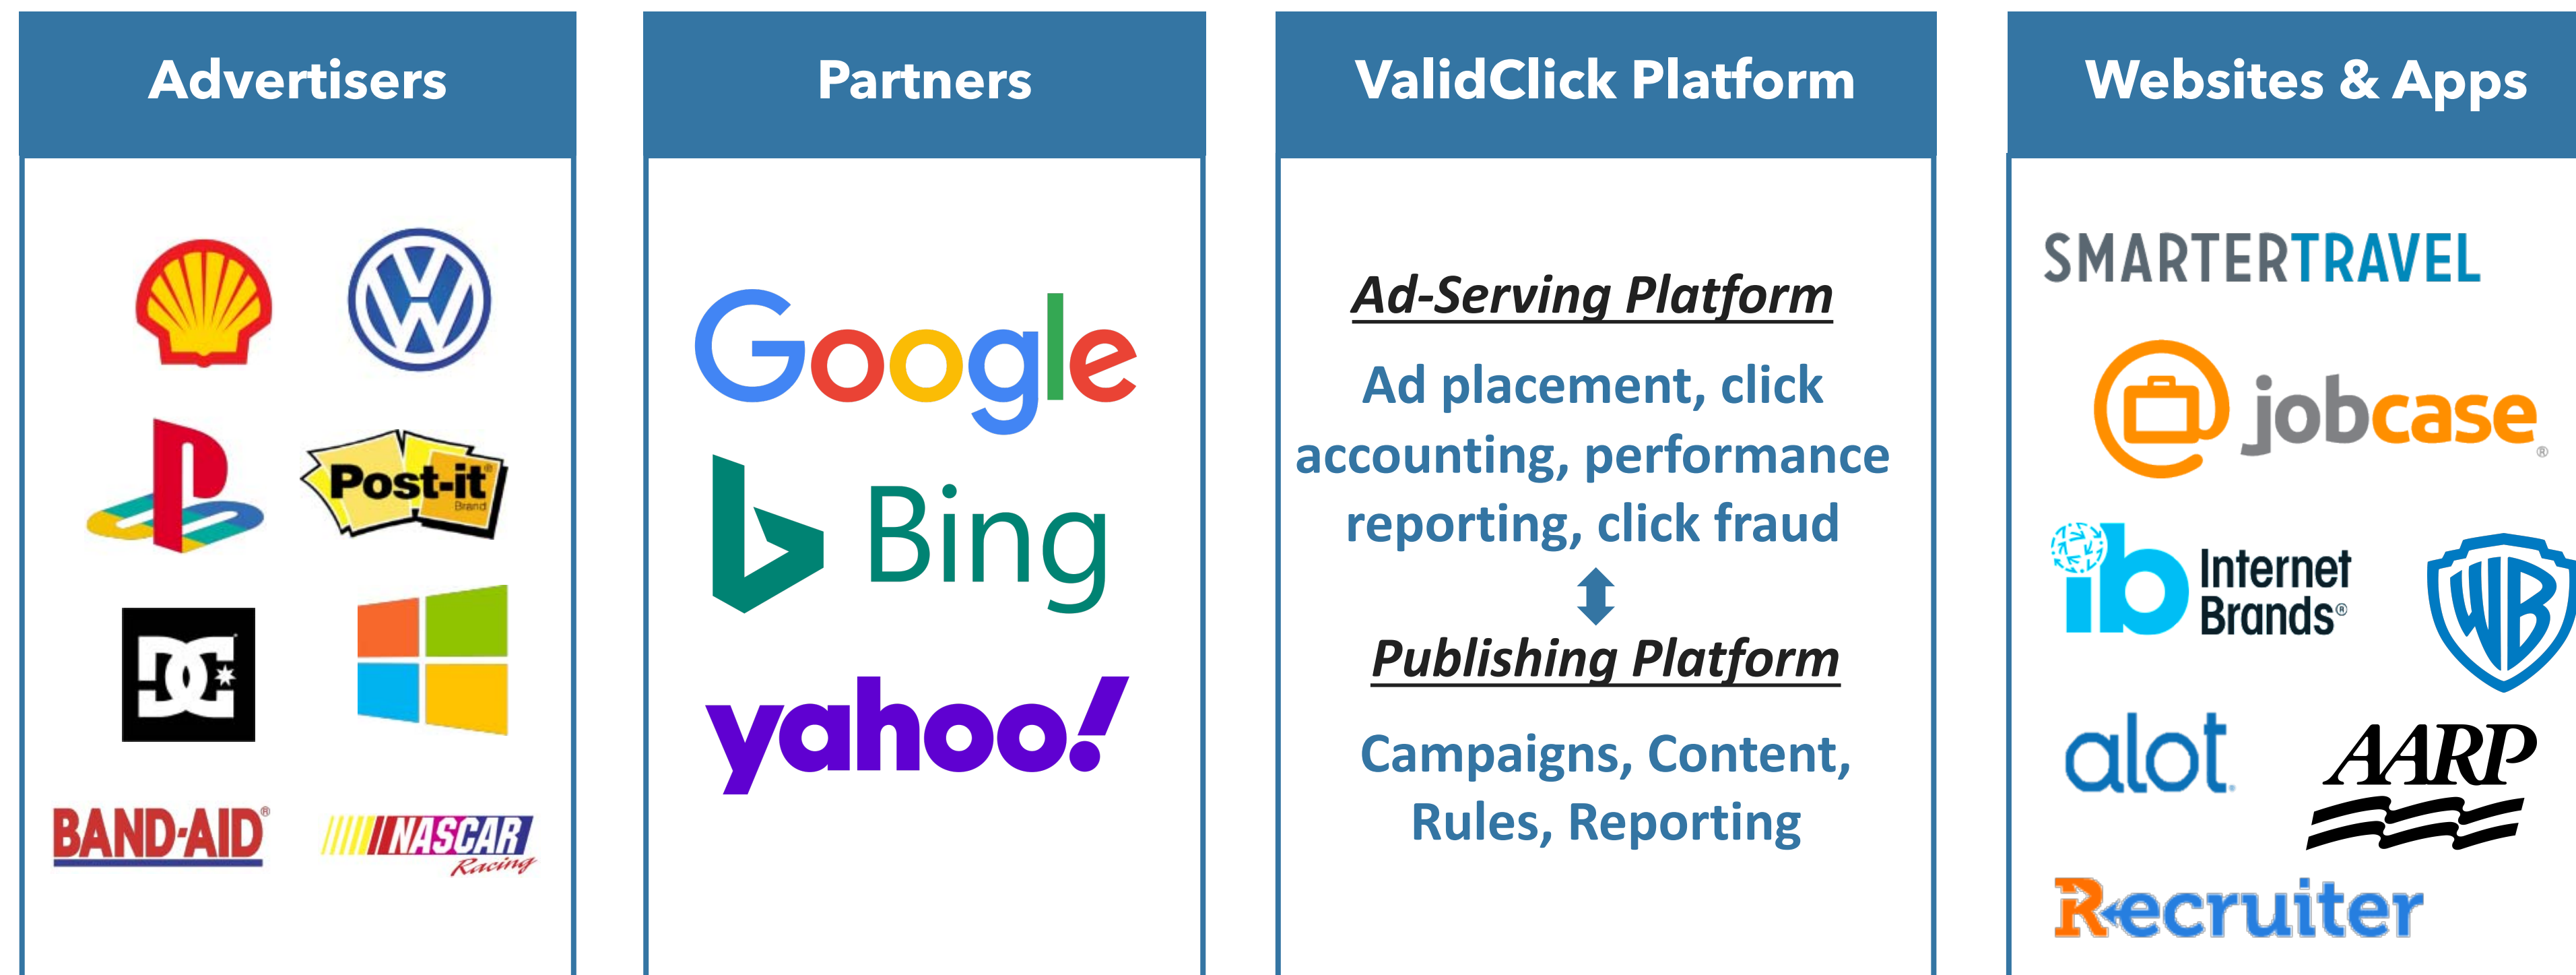 Advertisers
Post-it®
Brand
DC
BAND-AID®
NASCAR
Racing
Partners
Google
Bing
yahoo!
ValidClick Platform
Ad-Serving Platform
Ad placement, click
accounting, performance
reporting, click fraud
Publishing Platform
Campaigns, Content,
Rules, Reporting
Websites & Apps
SMARTERTRAVEL
jobcase®
ib Internet
Brands®
WB
alot
AARP
Recruiter